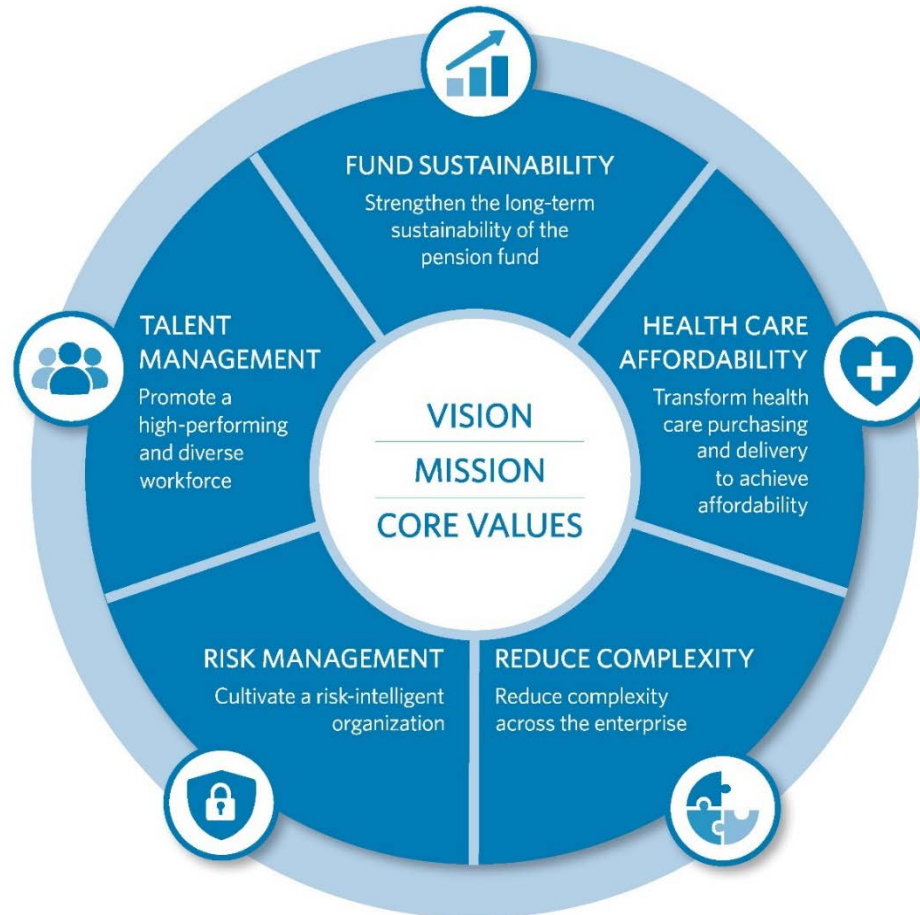 FUND SUSTAINABILITY
Strengthen the long-term
sustainability of the
pension fund
HEALTH CARE
AFFORDABILITY
Transform health
care purchasing
and delivery
to achieve
affordability
REDUCE COMPLEXITY
Reduce complexity
across the enterprise
RISK MANAGEMENT
Cultivate a risk-intelligent
organization
TALENT
MANAGEMENT
Promote a
high-performing
and diverse
workforce
VISION
MISSION
CORE VALUES